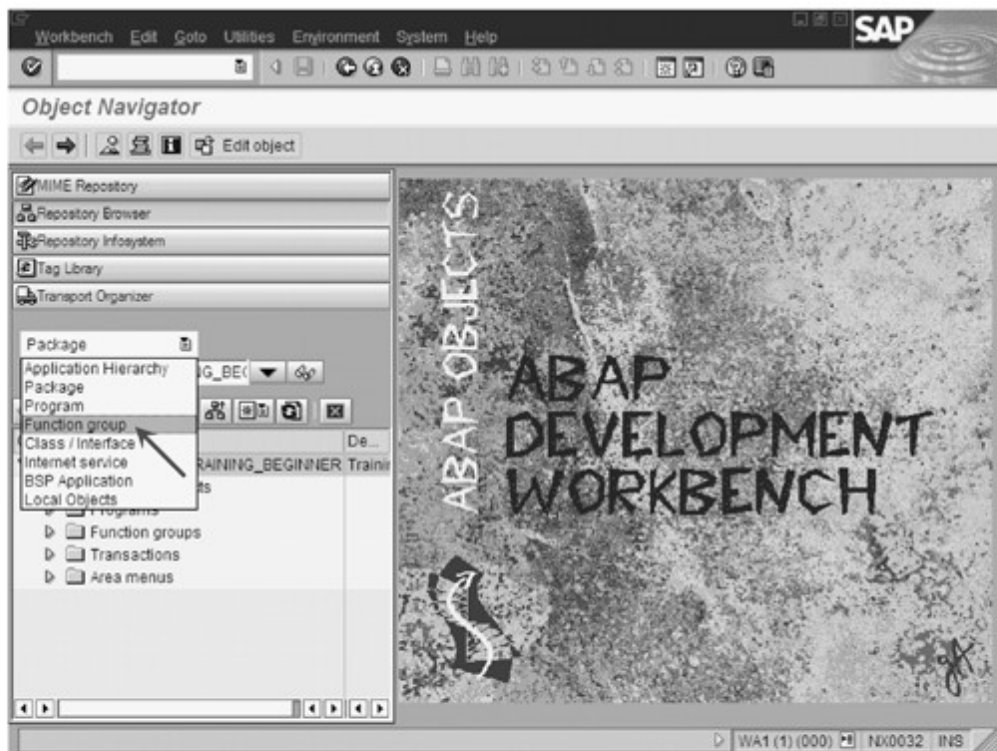 SAP
Workbench Edit Goto Utilities Environment System Help
Object Navigator
Edit object
MIME Repository
Repository Browser
Repository Infosystem
Tag Library
Transport Organizer
Package
Application Hierarchy
Package
Program
Function group
Class / Interface
Internet service
BSP Application
Local Objects
De...
RAINING_BEGINNER Trainin
Programs
Function groups
Transactions
Area menus
ABAP OBJECTS
ABAP
DEVELOPMENT
WORKBENCH
WA1 (1) (000) NX0032 INS